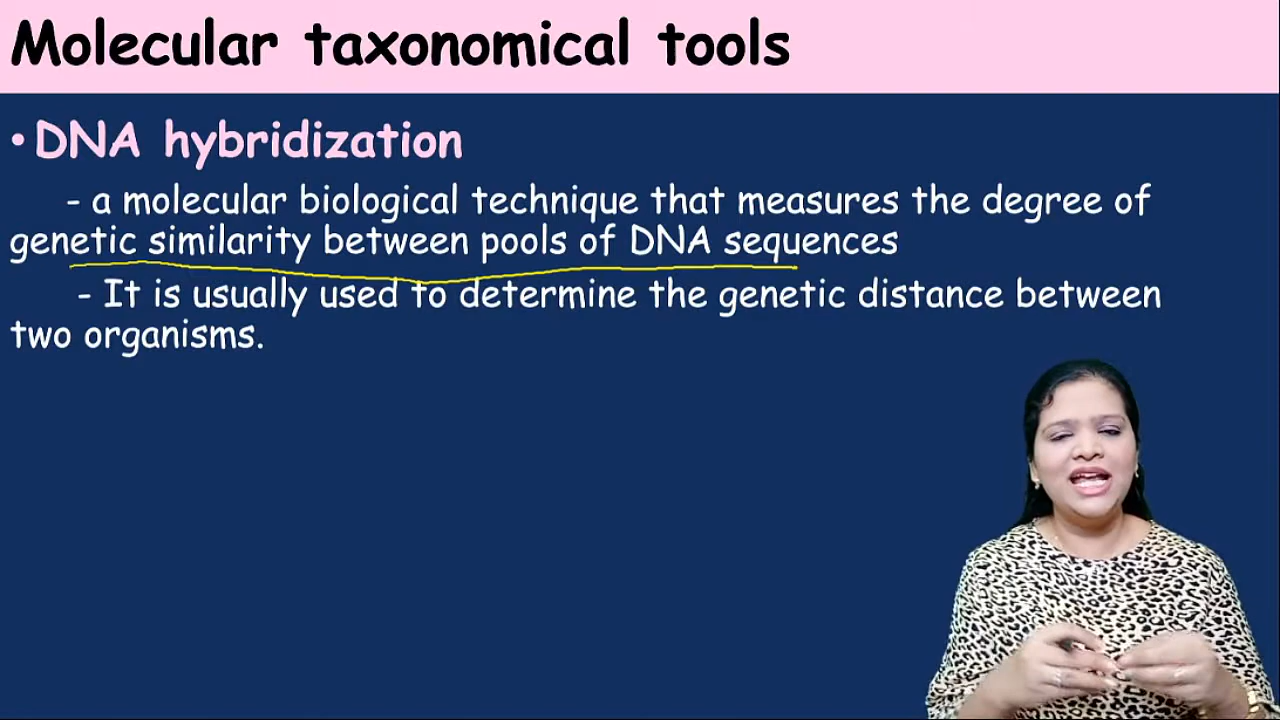 Molecular taxonomical tools
•DNA hybridization
- a molecular biological technique that measures the degree of
genetic similarity between pools of DNA sequences
- It is usually used to determine the genetic distance between
two organisms.